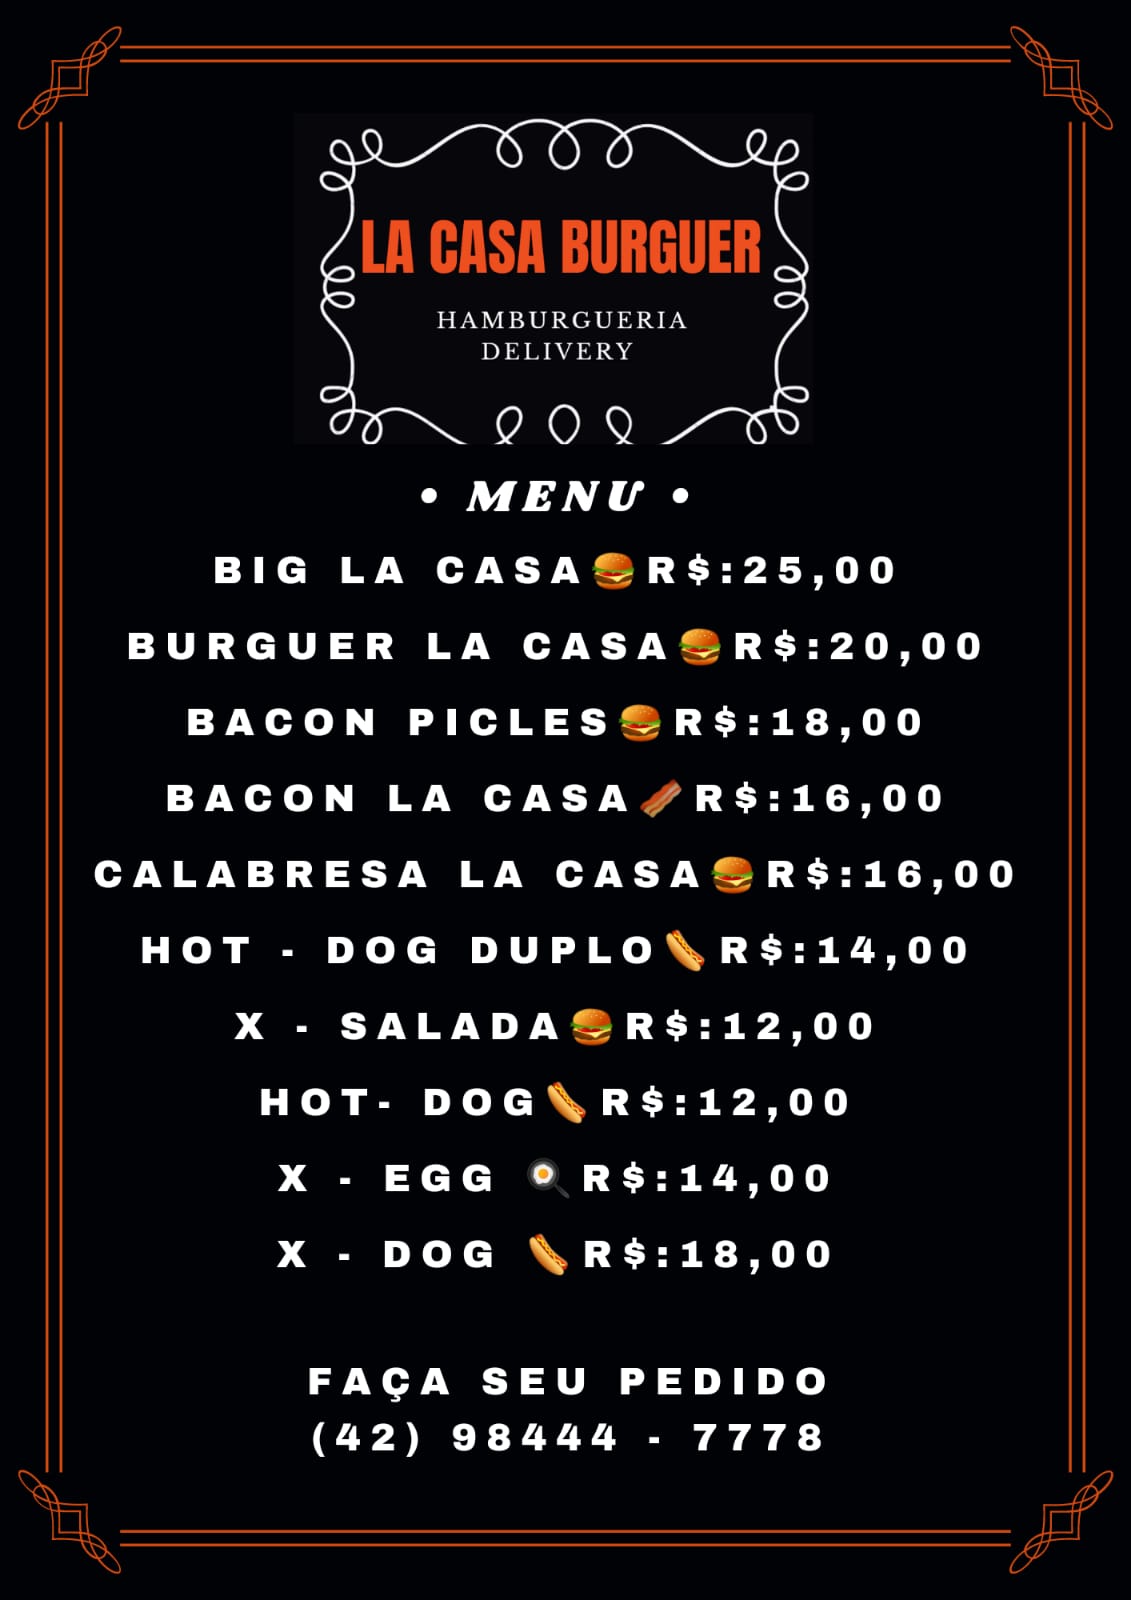 LA CASA BURGUER
HAMBURGUERIA
DELIVERY
• MENU •
BIG LA CASA🍔R$:25,00
BURGUER LA CASA🍔R$:20,00
BACON PICLES🍔R$:18,00
BACON LA CASA🥓R$:16,00
CALABRESA LA CASA🍔R$:16,00
HOT - DOG DUPLO🌭R$:14,00
X - SALADA🍔R$:12,00
HOT- DOG🌭R$:12,00
X - EGG 🍳R$:14,00
X - DOG 🌭R$:18,00
FAÇA SEU PEDIDO
(42) 98444 - 7778